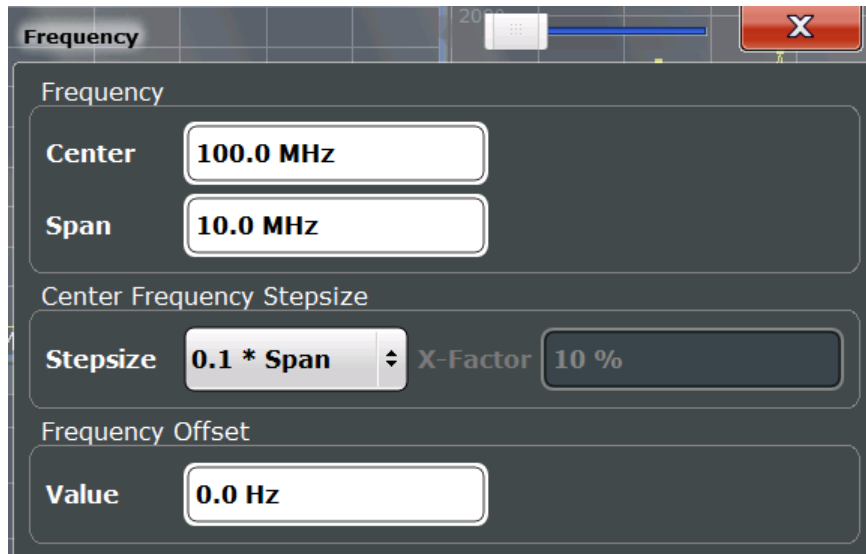 Frequency
X
Frequency
Center 100.0 MHz
Span 10.0 MHz
Center Frequency Stepsize
Stepsize 0.1 * Span X-Factor 10 %
Frequency Offset
Value 0.0 Hz